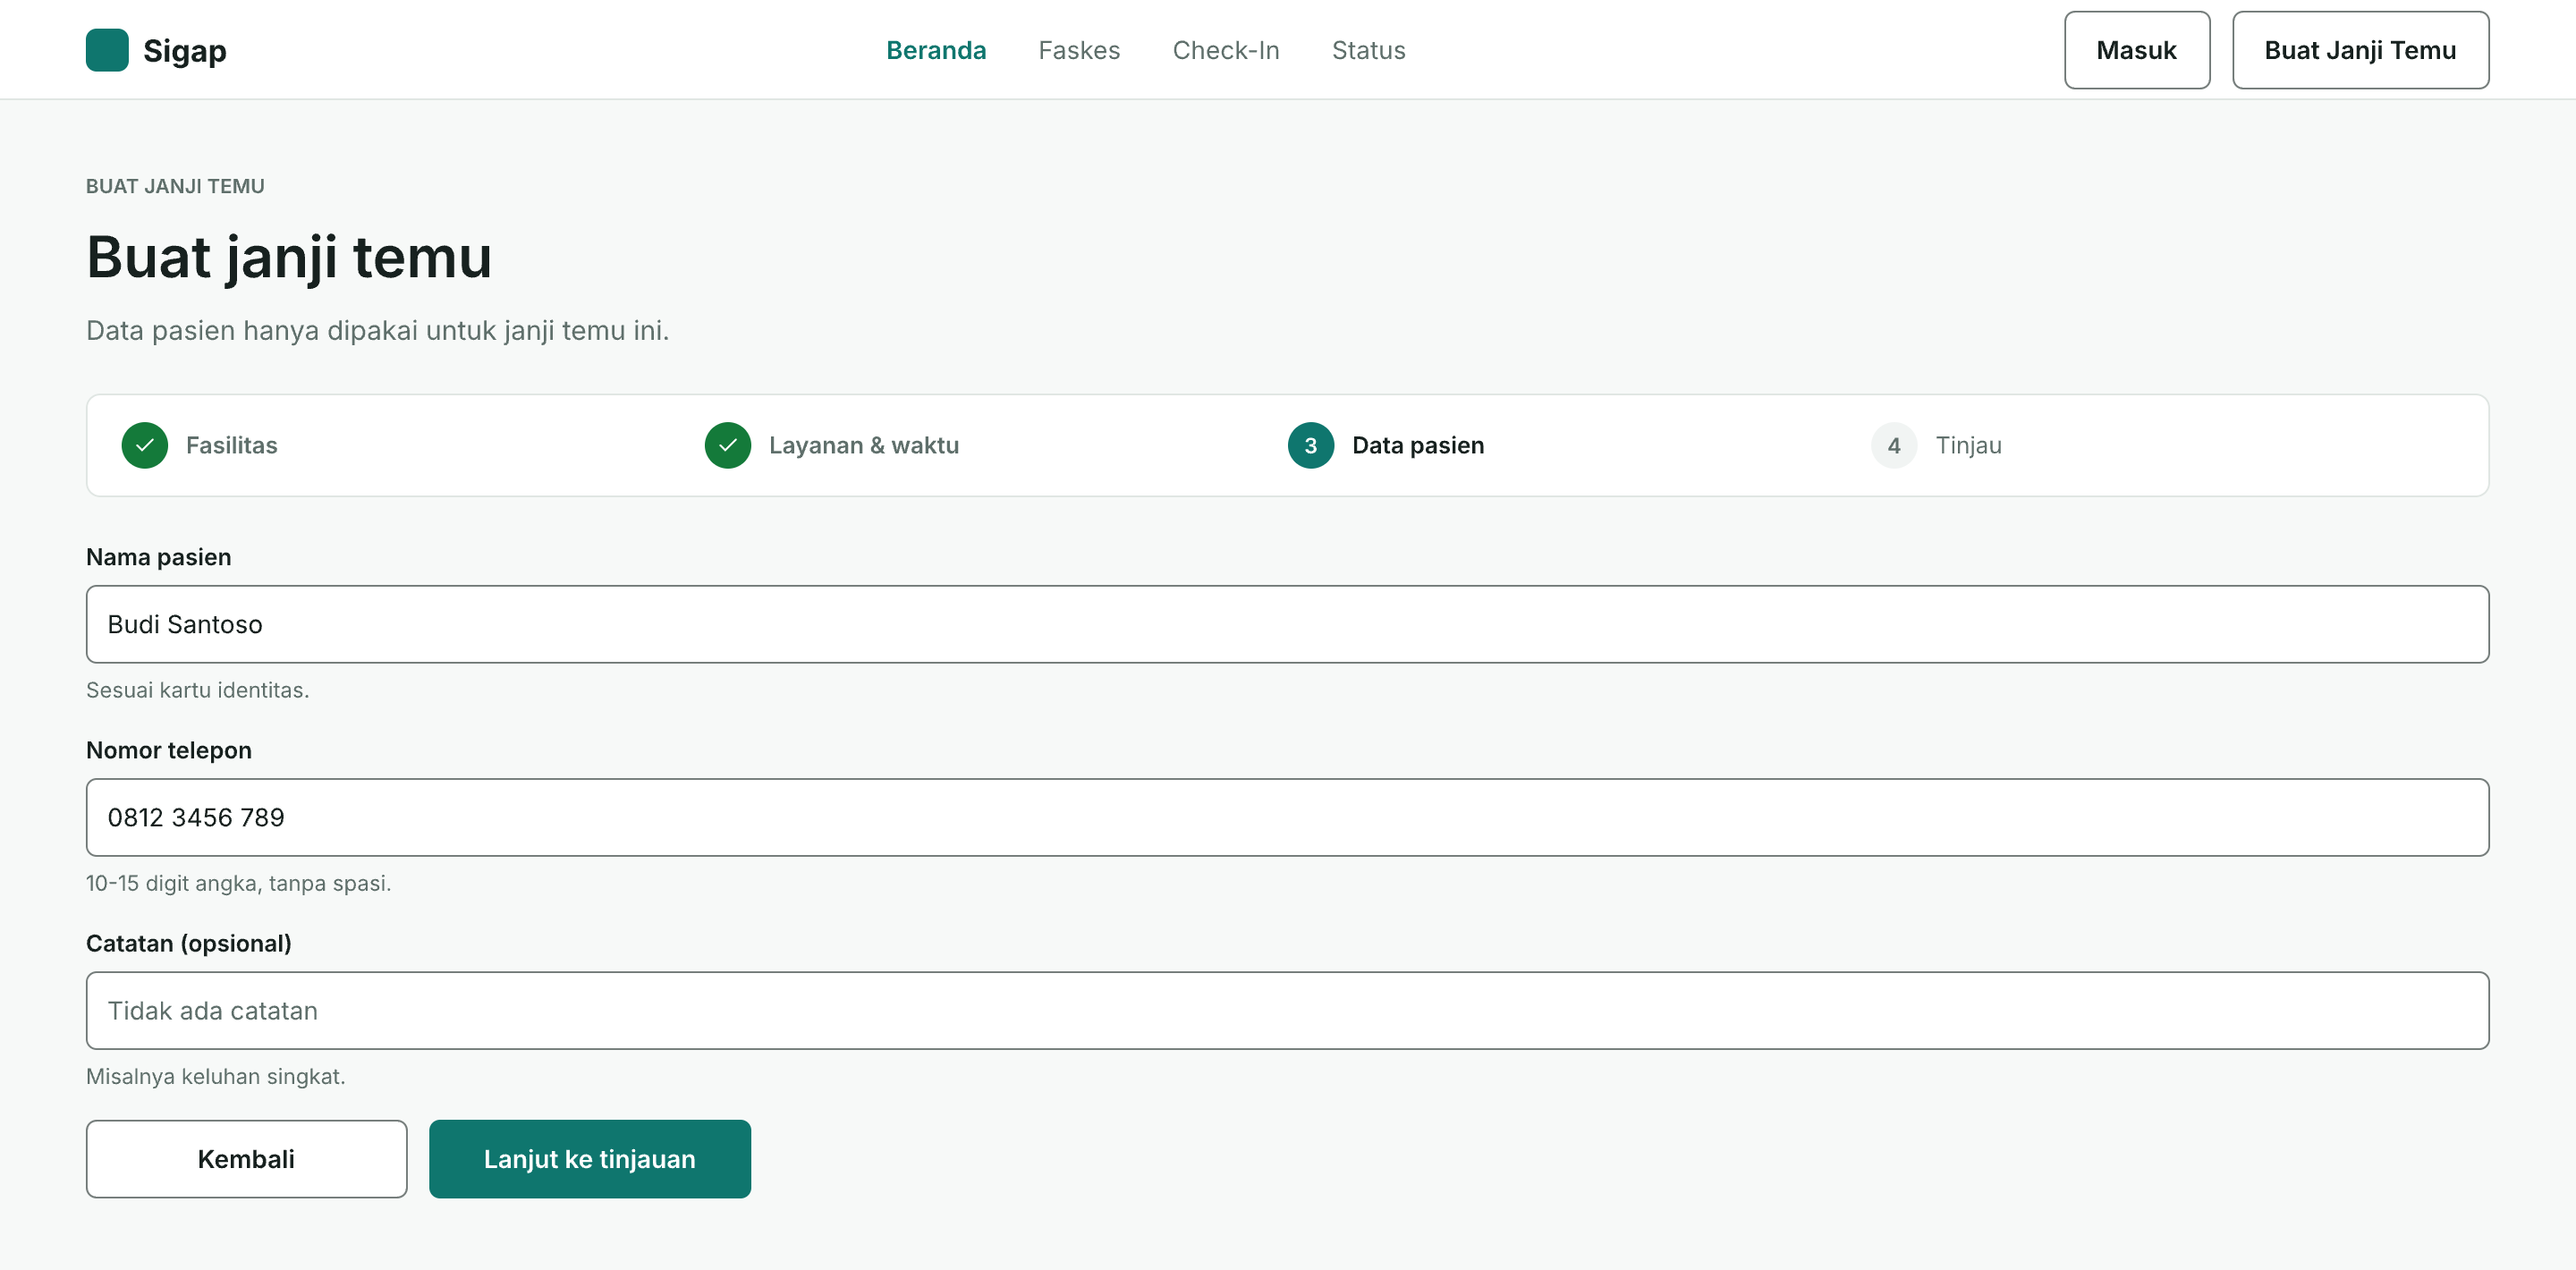 Sigap
Beranda Faskes Check-In Status
Masuk Buat Janji Temu
BUAT JANJI TEMU
Buat janji temu
Data pasien hanya dipakai untuk janji temu ini.
Fasilitas Layanan & waktu 3 Data pasien 4 Tinjau
Nama pasien
Budi Santoso
Sesuai kartu identitas.
Nomor telepon
0812 3456 789
10-15 digit angka, tanpa spasi.
Catatan (opsional)
Tidak ada catatan
Misalnya keluhan singkat.
Kembali Lanjut ke tinjauan